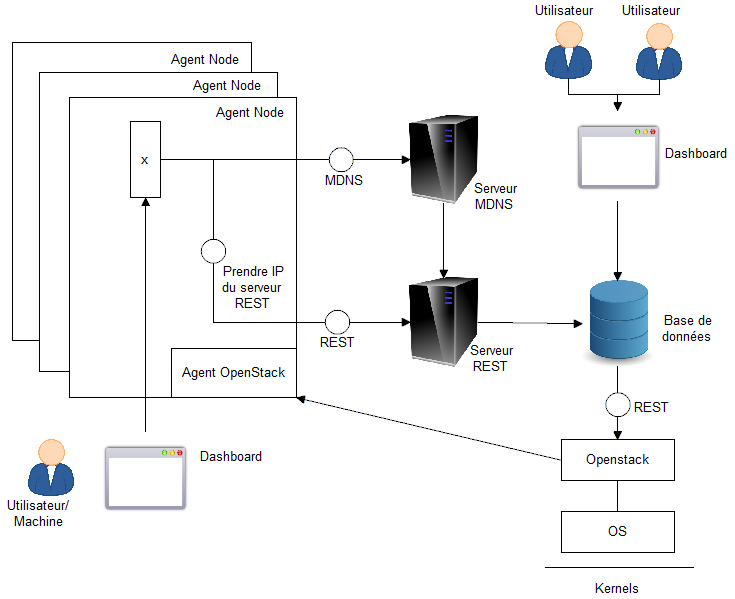 Utilisateur
Utilisateur
Agent Node
Agent Node
Agent Node
x
MDNS
Serveur
MDNS
Dashboard
Prendre IP
du serveur
REST
REST
Serveur
REST
Base de
données
Agent OpenStack
REST
Dashboard
Openstack
Utilisateur/
Machine
OS
Kernels